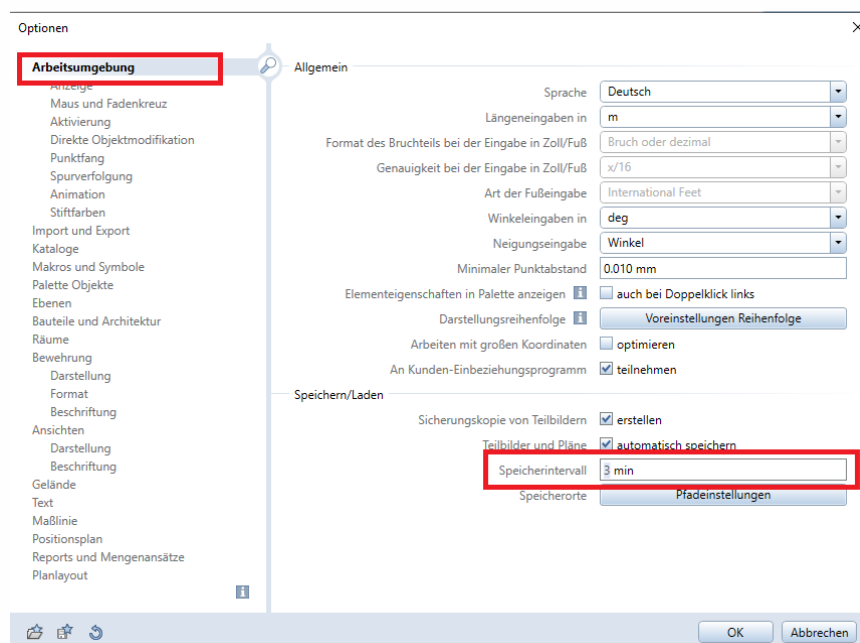 Optionen
Arbeitsumgebung
Anzeige
Maus und Fadenkreuz
Aktivierung
Direkte Objektmodifikation
Punktfang
Spurverfolgung
Animation
Stiftfarben
Import und Export
Kataloge
Makros und Symbole
Palette Objekte
Ebenen
Bauteile und Architektur
Räume
Bewehrung
Darstellung
Format
Beschriftung
Ansichten
Darstellung
Beschriftung
Gelände
Text
Maßlinie
Positionsplan
Reports und Mengenansätze
Planlayout
Allgemein
Sprache Deutsch
Längeneingaben in m
Format des Bruchteils bei der Eingabe in Zoll/Fuß Bruch oder dezimal
Genauigkeit bei der Eingabe in Zoll/Fuß x/16
Art der Fußeingabe International Feet
Winkeleingaben in deg
Neigungseingabe Winkel
Minimaler Punktabstand 0.010 mm
Elementeigenschaften in Palette anzeigen auch bei Doppelklick links
Darstellungsreihenfolge Voreinstellungen Reihenfolge
Arbeiten mit großen Koordinaten optimieren
An Kunden-Einbeziehungsprogramm teilnehmen
Speichern/Laden
Sicherungskopie von Teilbildern erstellen
Teilbilder und Pläne automatisch speichern
Speicherintervall 3 min
Speicherorte Pfadeinstellungen
OK Abbrechen